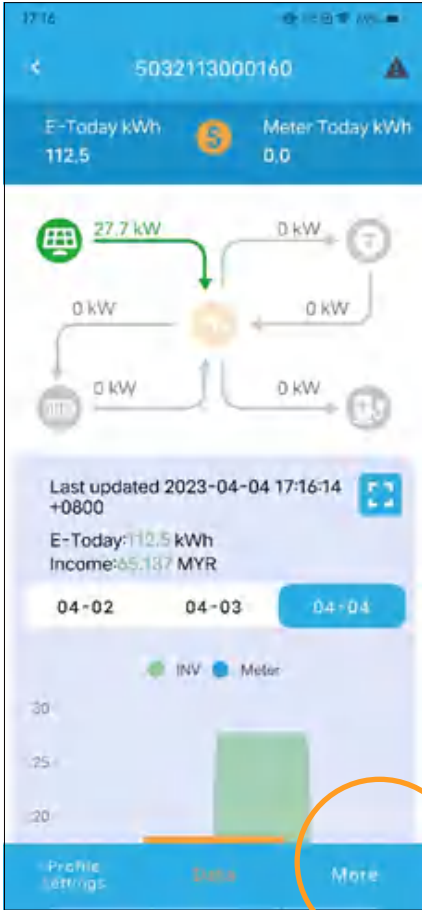 17:16
5032113000160
E-Today kWh
112.5
S
Meter Today kWh
0.0
27.7 kW
0 kW
0 kW
0 kW
0 kW
0 kW
Last updated 2023-04-04 17:16:14
+0800
E-Today:112.5 kWh
Income:65.137 MYR
04-02 04-03 04-04
INV Meter
30
25
20
Profile
settings
Data
More